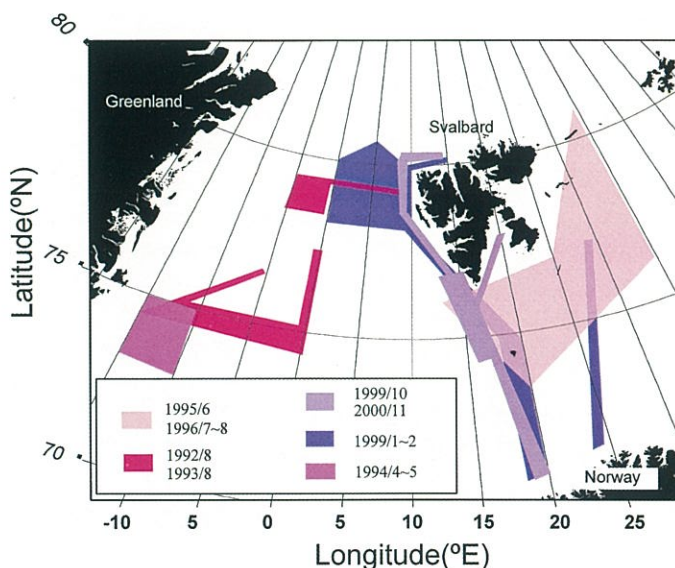 80
Greenland
Svalbard
Latitude(ºN)
75
1995/6
1996/7~8
1992/8
1993/8
1999/10
2000/11
1999/1~2
1994/4~5
70
Norway
-10 -5 0 5 10 15 20 25
Longitude(ºE)